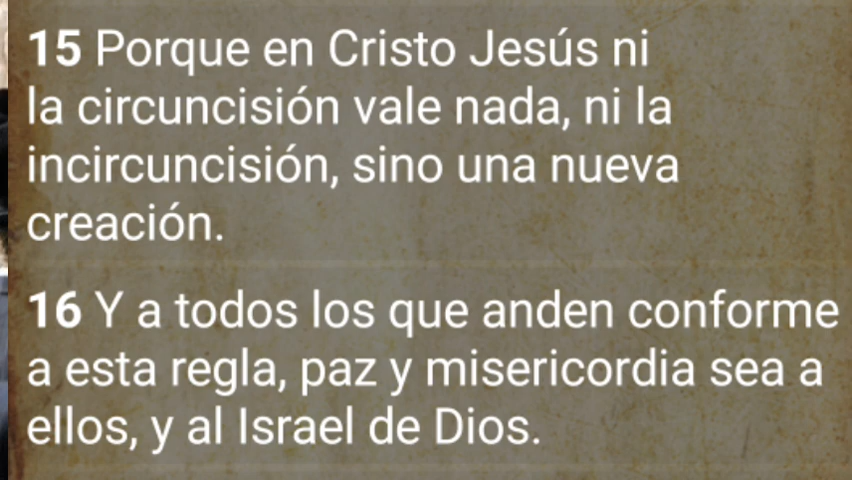 15 Porque en Cristo Jesús ni
la circuncisión vale nada, ni la
incircuncisión, sino una nueva
creación.
16 Y a todos los que anden conforme
a esta regla, paz y misericordia sea a
ellos, y al Israel de Dios.